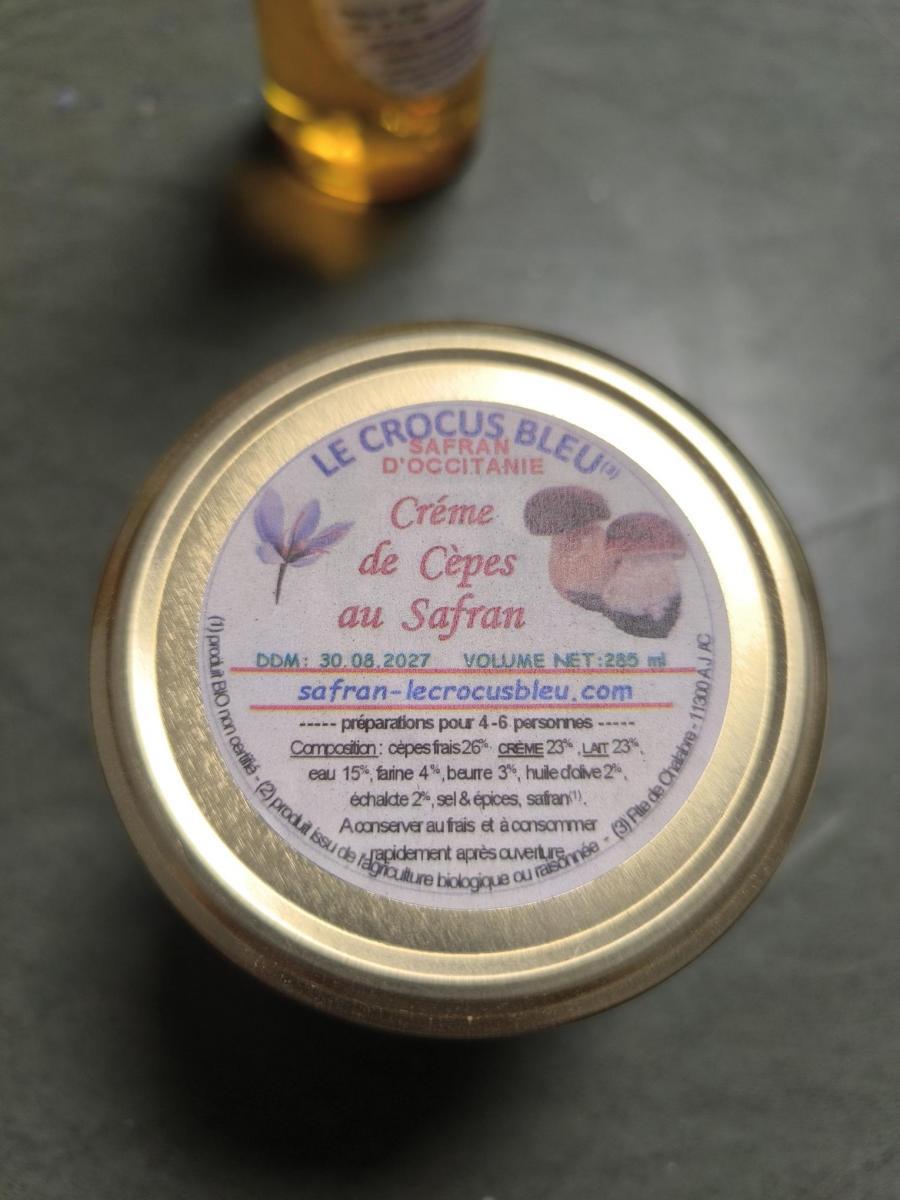 LE CROCUS BLEU(3)
SAFRAN
D'OCCITANIE
Créme
de Cèpes
au Safran
DDM: 30.08.2027 VOLUME NET:285 ml
safran-lecrocusbleu.com
----- préparations pour 4-6 personnes -----
Composition : cèpes frais 26%, CRÈME 23%, LAIT 23%,
eau 15%, farine 4%, beurre 3%, huile d'olive 2%,
échalote 2%, sel & épices, safran(1).
A conserver au frais et à consommer
rapidement après ouverture
(1) produit BIO non certifié - (2) produit issu de l'agriculture biologique ou raisonnée - (3) Rte de Chalabre - 11300 AJAC